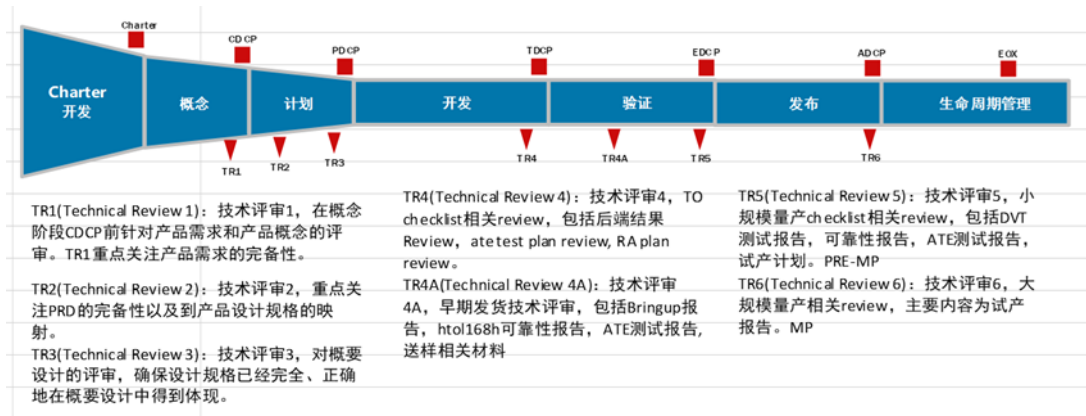 Charter
CDCP
PDCP
TDCP
EDCP
ADCP
EOX
Charter
开发
概念
计划
开发
验证
发布
生命周期管理
TR1
TR2
TR3
TR4
TR4A
TR5
TR6
TR1(Technical Review 1)：技术评审1，在概念
阶段CDCP前针对产品需求和产品概念的评
审。TR1重点关注产品需求的完备性。
TR2(Technical Review 2)：技术评审2，重点关
注PRD的完备性以及到产品设计规格的映
射。
TR3(Technical Review 3)：技术评审3，对概要
设计的评审，确保设计规格已经完全、正确
地在概要设计中得到体现。
TR4(Technical Review 4)：技术评审4，TO
checklist相关review，包括后端结果
Review，ate test plan review, RA plan
review。
TR4A(Technical Review 4A)：技术评审
4A，早期发货技术评审，包括Bringup报
告，htol168h可靠性报告，ATE测试报告,
送样相关材料
TR5(Technical Review 5)：技术评审5，小
规模量产checklist相关review，包括DVT
测试报告，可靠性报告，ATE测试报告，
试产计划。PRE-MP
TR6(Technical Review 6)：技术评审6，大
规模量产相关review，主要内容为试产
报告。MP